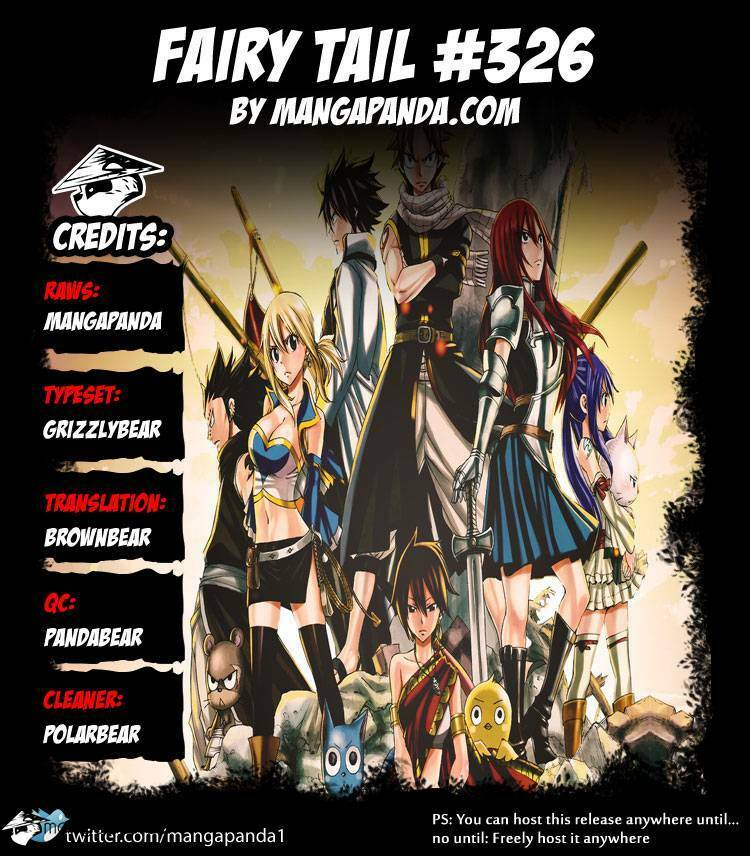 FAIRY TAIL #326
BY MANGAPANDA.COM
CREDITS:
RAWS:
MANGAPANDA
TYPESET:
GRIZZLYBEAR
TRANSLATION:
BROWNBEAR
QC:
PANDABEAR
CLEANER:
POLARBEAR
twitter.com/mangapanda1
PS: You can host this release anywhere until...
no until: Freely host it anywhere